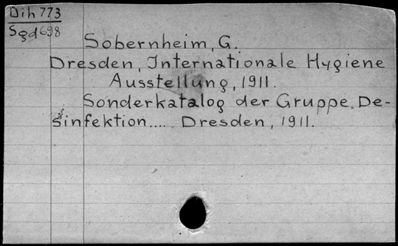 Dih 773
Sgd 698
Sobernheim, G.
Dresden, Internationale Hygiene
Ausstellung, 1911.
Sonderkatalog der Gruppe. De-
sinfektion.... Dresden, 1911.